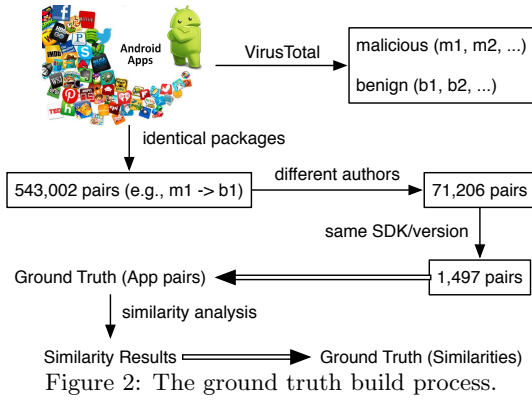 Android
Apps
VirusTotal
malicious (m1, m2, ...)
benign (b1, b2, ...)
identical packages
543,002 pairs (e.g., m1 -> b1)
different authors
71,206 pairs
same SDK/version
1,497 pairs
Ground Truth (App pairs)
similarity analysis
Similarity Results
Ground Truth (Similarities)
Figure 2: The ground truth build process.